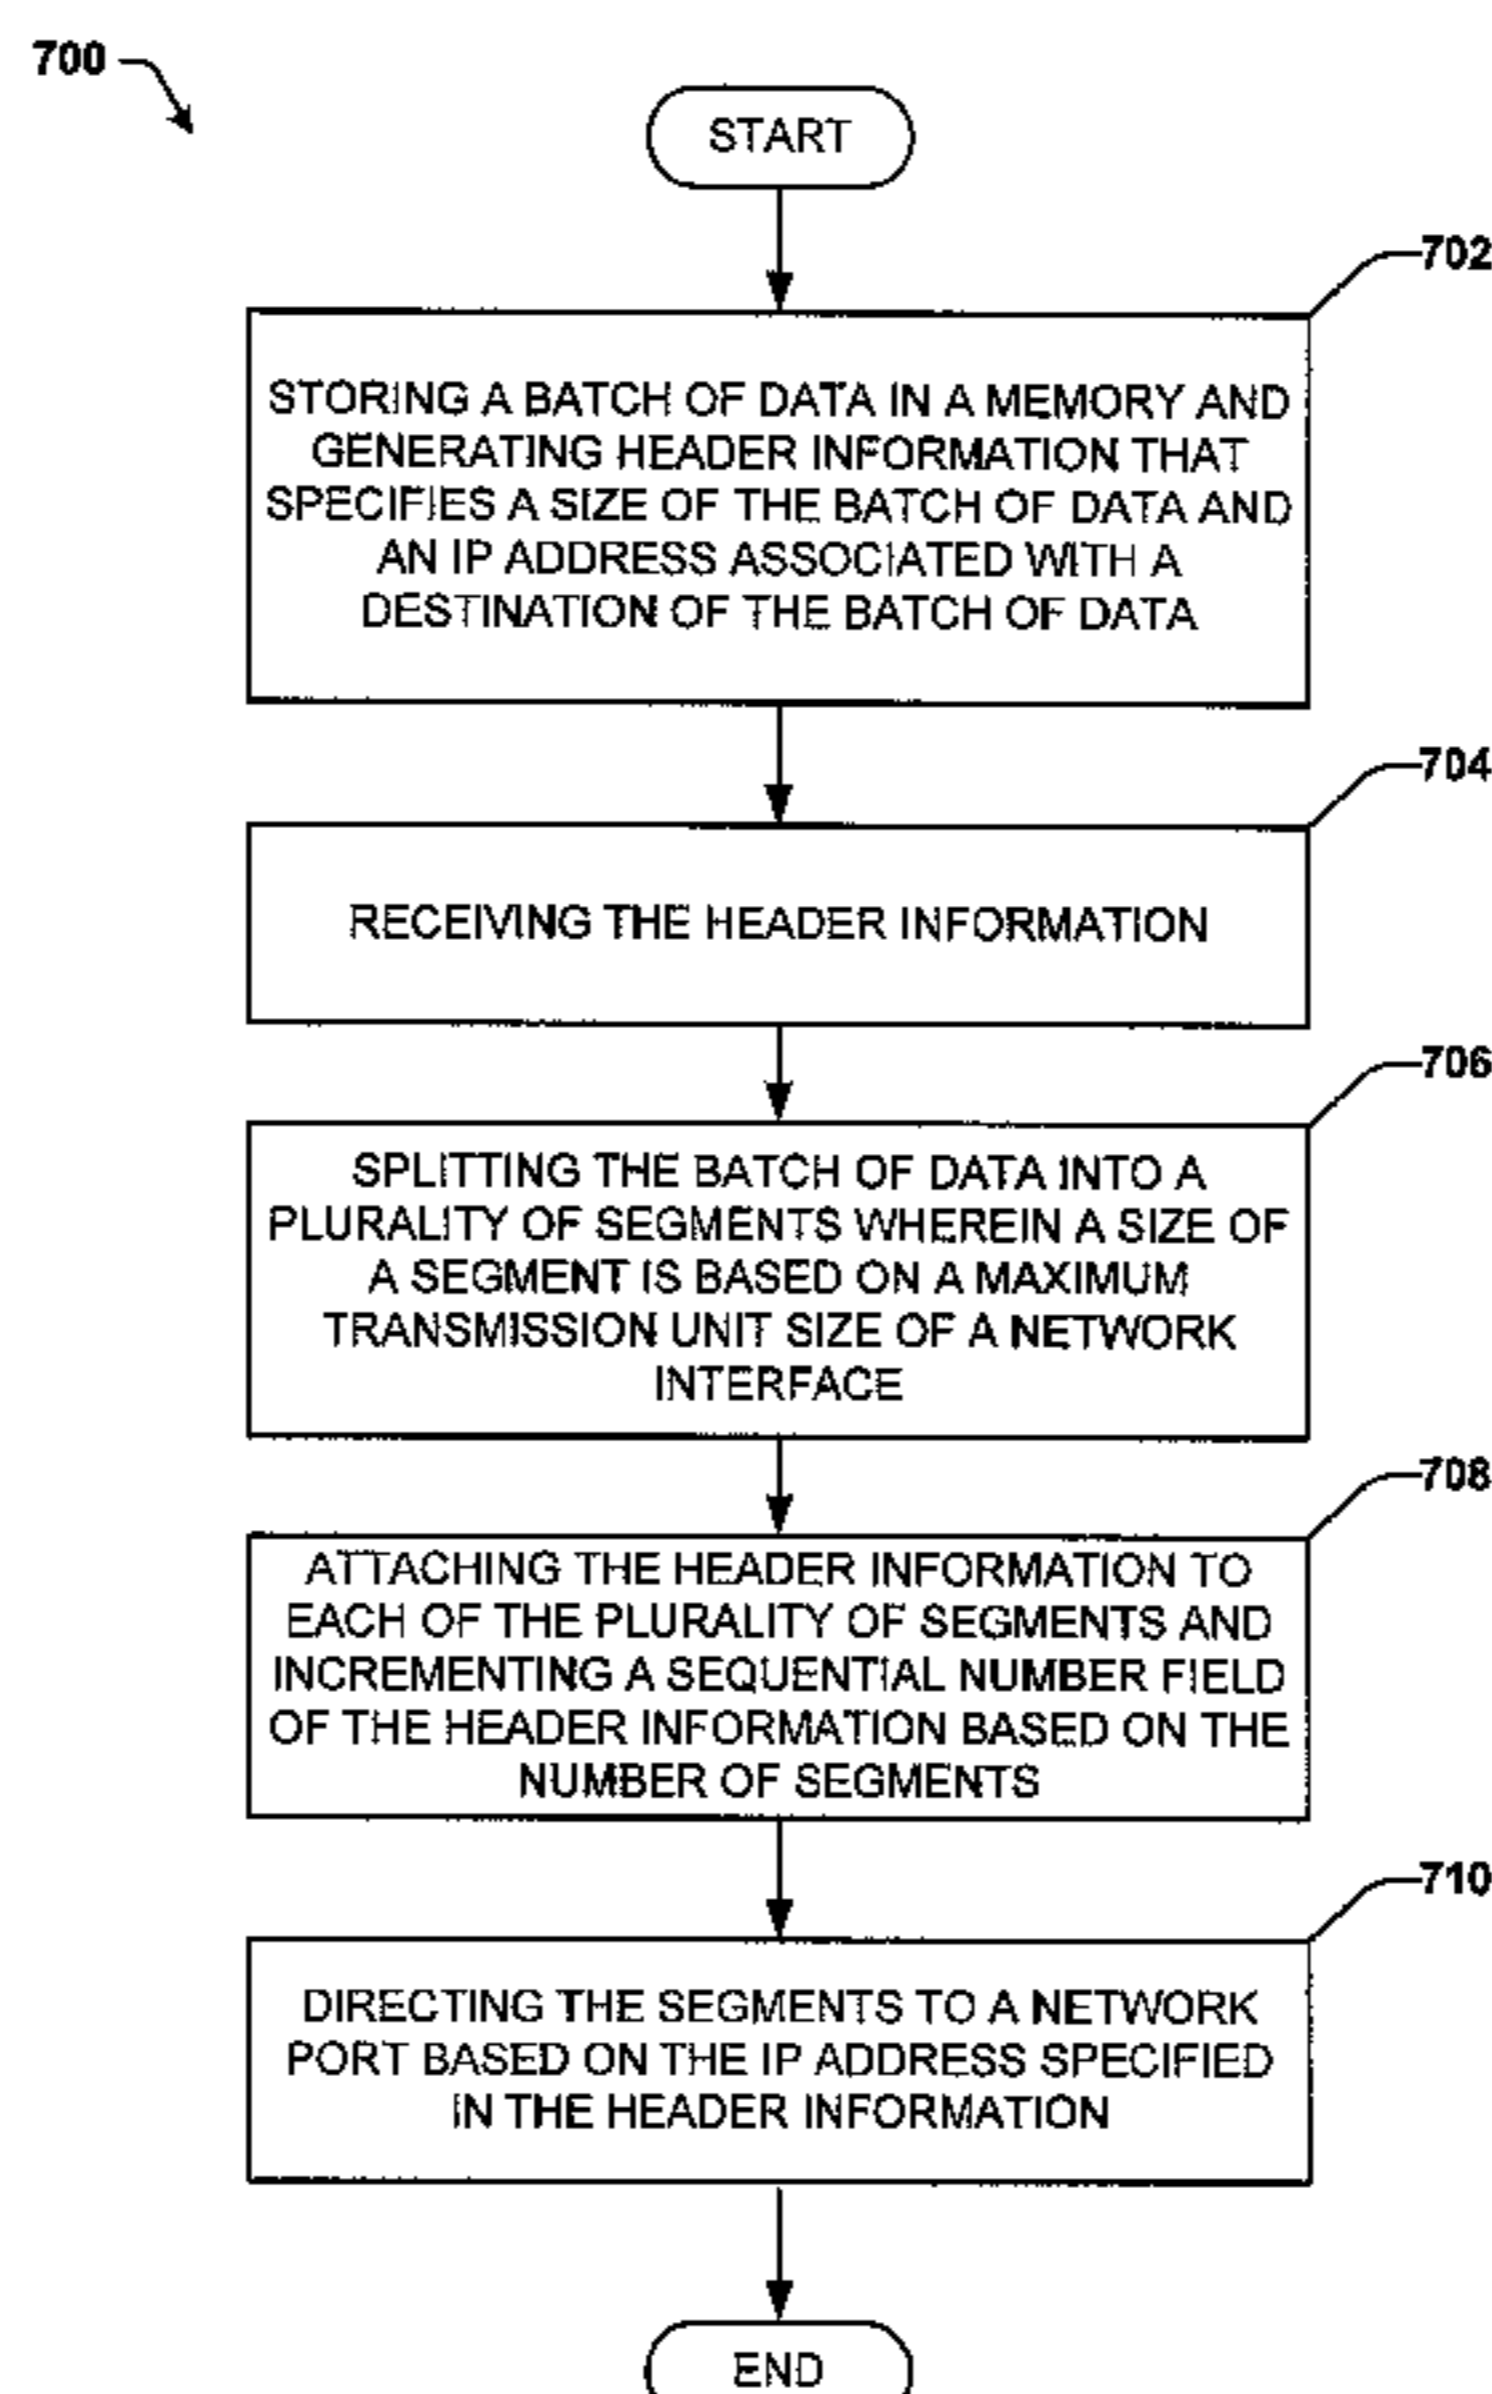 700
START
702
STORING A BATCH OF DATA IN A MEMORY AND
GENERATING HEADER INFORMATION THAT
SPECIFIES A SIZE OF THE BATCH OF DATA AND
AN IP ADDRESS ASSOCIATED WITH A
DESTINATION OF THE BATCH OF DATA
704
RECEIVING THE HEADER INFORMATION
706
SPLITTING THE BATCH OF DATA INTO A
PLURALITY OF SEGMENTS WHEREIN A SIZE OF
A SEGMENT IS BASED ON A MAXIMUM
TRANSMISSION UNIT SIZE OF A NETWORK
INTERFACE
708
ATTACHING THE HEADER INFORMATION TO
EACH OF THE PLURALITY OF SEGMENTS AND
INCREMENTING A SEQUENTIAL NUMBER FIELD
OF THE HEADER INFORMATION BASED ON THE
NUMBER OF SEGMENTS
710
DIRECTING THE SEGMENTS TO A NETWORK
PORT BASED ON THE IP ADDRESS SPECIFIED
IN THE HEADER INFORMATION
END